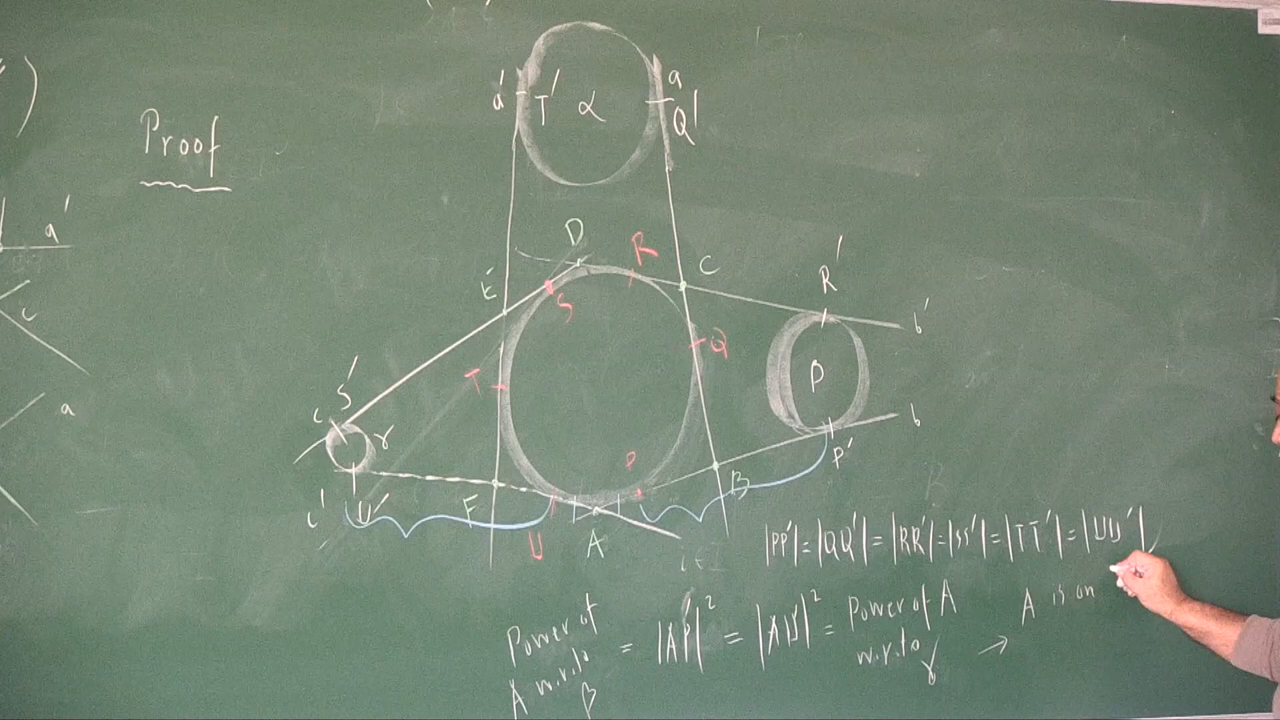 Proof
a'
c
a
a'
T'
α
a
Q'
D
R
C
R'
b'
E
S
Q
T
β
S'
c
γ
P
b
P'
B
F
c'
U'
U
A
|PP'| = |QQ'| = |RR'| = |SS'| = |TT'| = |UU'|
Power of A w.r.to β = |AP'|² = |AU'|² = Power of A w.r.to γ → A is on